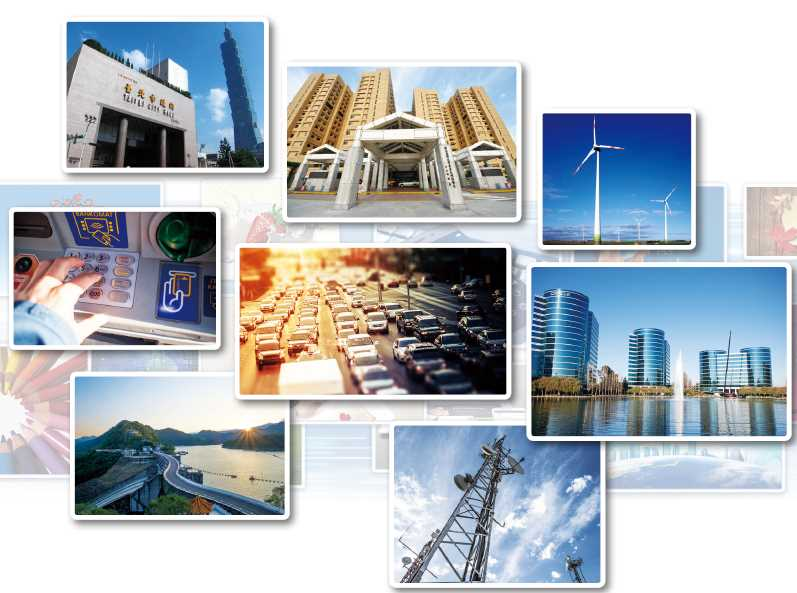 臺北市政府
TAIPEI CITY HALL
BANKOMAT